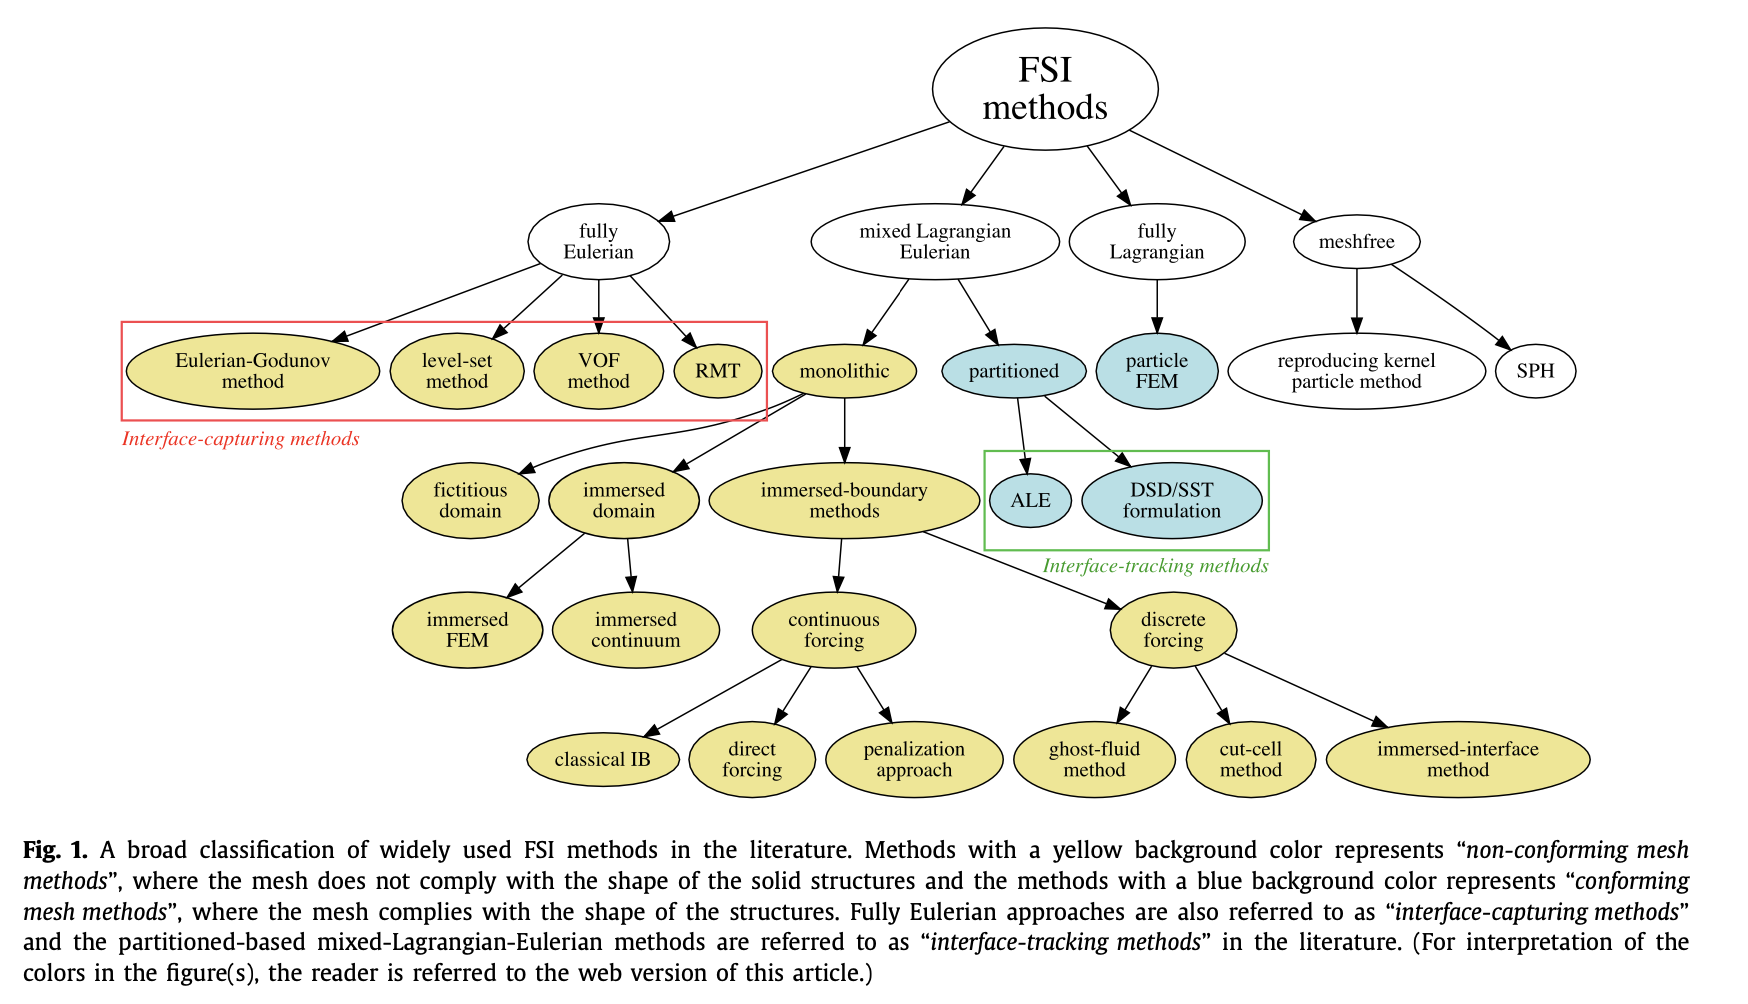 FSI
methods
fully
Eulerian
mixed Lagrangian
Eulerian
fully
Lagrangian
meshfree
Eulerian-Godunov
method
level-set
method
VOF
method
RMT
monolithic
partitioned
particle
FEM
reproducing kernel
particle method
SPH
Interface-capturing methods
fictitious
domain
immersed
domain
immersed-boundary
methods
ALE
DSD/SST
formulation
Interface-tracking methods
immersed
FEM
immersed
continuum
continuous
forcing
discrete
forcing
classical IB
direct
forcing
penalization
approach
ghost-fluid
method
cut-cell
method
immersed-interface
method
Fig. 1. A broad classification of widely used FSI methods in the literature. Methods with a yellow background color represents “non-conforming mesh
methods”, where the mesh does not comply with the shape of the solid structures and the methods with a blue background color represents “conforming
mesh methods”, where the mesh complies with the shape of the structures. Fully Eulerian approaches are also referred to as “interface-capturing methods”
and the partitioned-based mixed-Lagrangian-Eulerian methods are referred to as “interface-tracking methods” in the literature. (For interpretation of the
colors in the figure(s), the reader is referred to the web version of this article.)